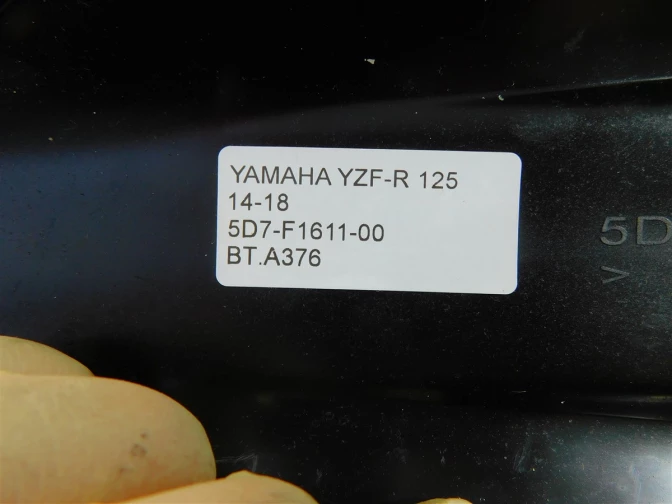 YAMAHA YZF-R 125
14-18
5D7-F1611-00
BT.A376
5D
>